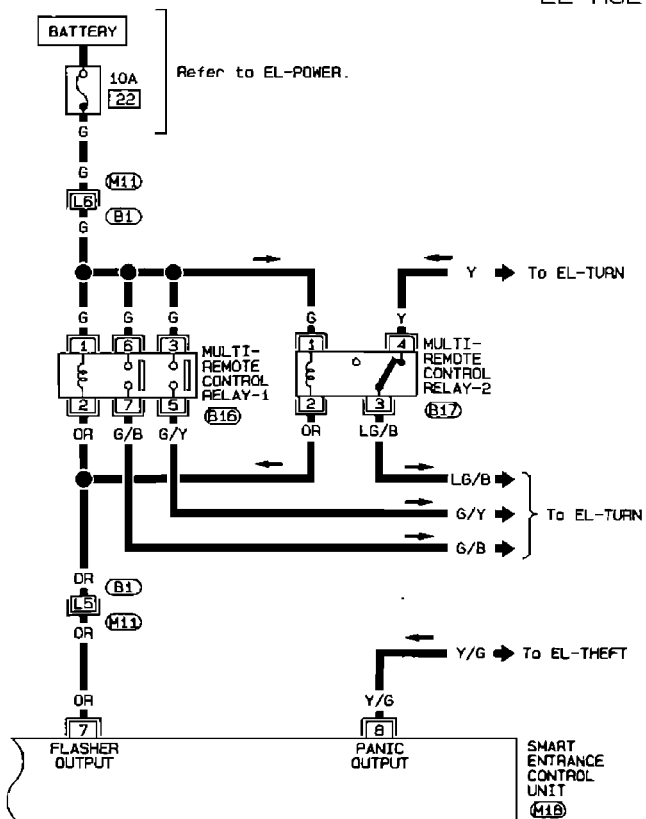 BATTERY
10A
22
Refer to EL-POWER.
G
G
M11
L6
B1
G
Y To EL-TURN
G G G G Y
1 6 3 1 4
MULTI-
REMOTE
CONTROL
RELAY-1
B16
MULTI-
REMOTE
CONTROL
RELAY-2
B17
2 7 5 2 3
OR G/B G/Y OR LG/B
LG/B
G/Y To EL-TURN
G/B
OR
B1
L5
M11
OR
Y/G To EL-THEFT
OR Y/G
7 8
FLASHER
OUTPUT
PANIC
OUTPUT
SMART
ENTRANCE
CONTROL
UNIT
M18